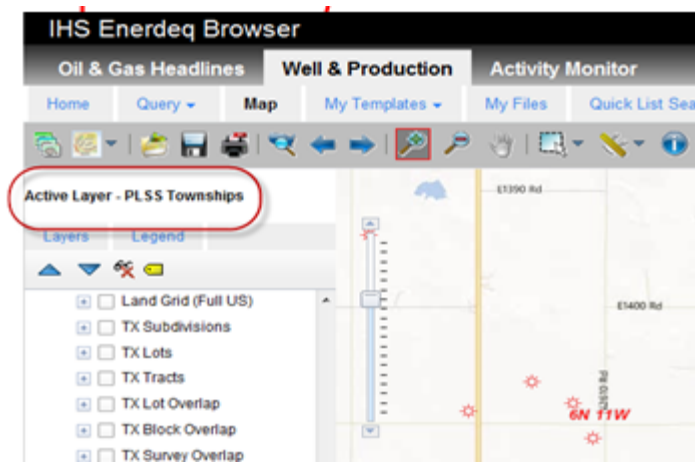 IHS Enerdeq Browser
Oil & Gas Headlines Well & Production Activity Monitor
Home Query Map My Templates My Files Quick List Sea
Active Layer - PLSS Townships
Layers Legend
Land Grid (Full US)
TX Subdivisions
TX Lots
TX Tracts
TX Lot Overlap
TX Block Overlap
TX Survey Overlap
E1390 Rd
E1400 Rd
6N 11W